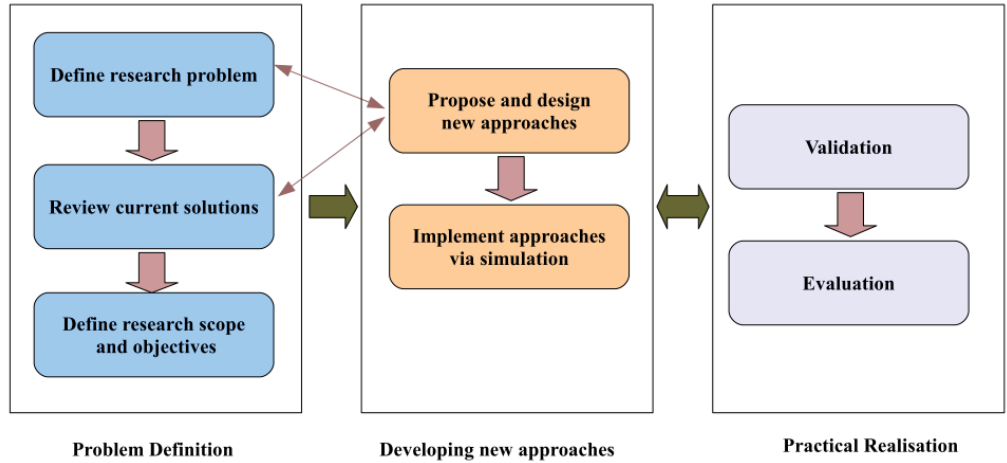 Define research problem
Review current solutions
Define research scope
and objectives
Problem Definition
Propose and design
new approaches
Implement approaches
via simulation
Developing new approaches
Validation
Evaluation
Practical Realisation